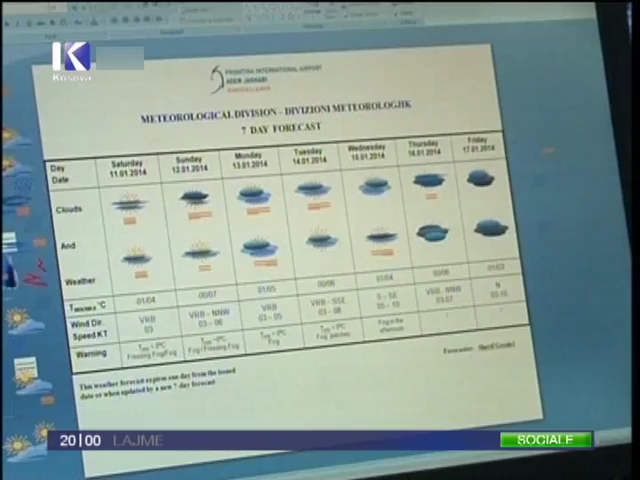 K
Kosova
PRISHTINA INTERNATIONAL AIRPORT
ADEM JASHARI
METEOROLOGICAL DIVISION - DIVIZIONI METEOROLOGJIK
7 DAY FORECAST
Day Date Saturday 11.01.2014 Sunday 12.01.2014 Monday 13.01.2014 Tuesday 14.01.2014 Wednesday 15.01.2014 Thursday 16.01.2014 Friday 17.01.2014
Clouds
And
Weather
°C 01/04 00/07 01/05 00/06 01/04 00/06 01/03
Wind Dir. VRB VRB - NNW VRB VRB - SSE S - SE VRB - NNW N
Speed KT 03 03 - 06 03 - 05 03 - 08 05 - 10 03-07 03-10
Warning Freezing Fog/Fog Fog / Freezing Fog Fog Fog patches Fog in the afternoon
This weather forecast expires one day from the issued
date or when updated by a new 7 day forecast
Forecaster:
20|00 LAJME SOCIALE